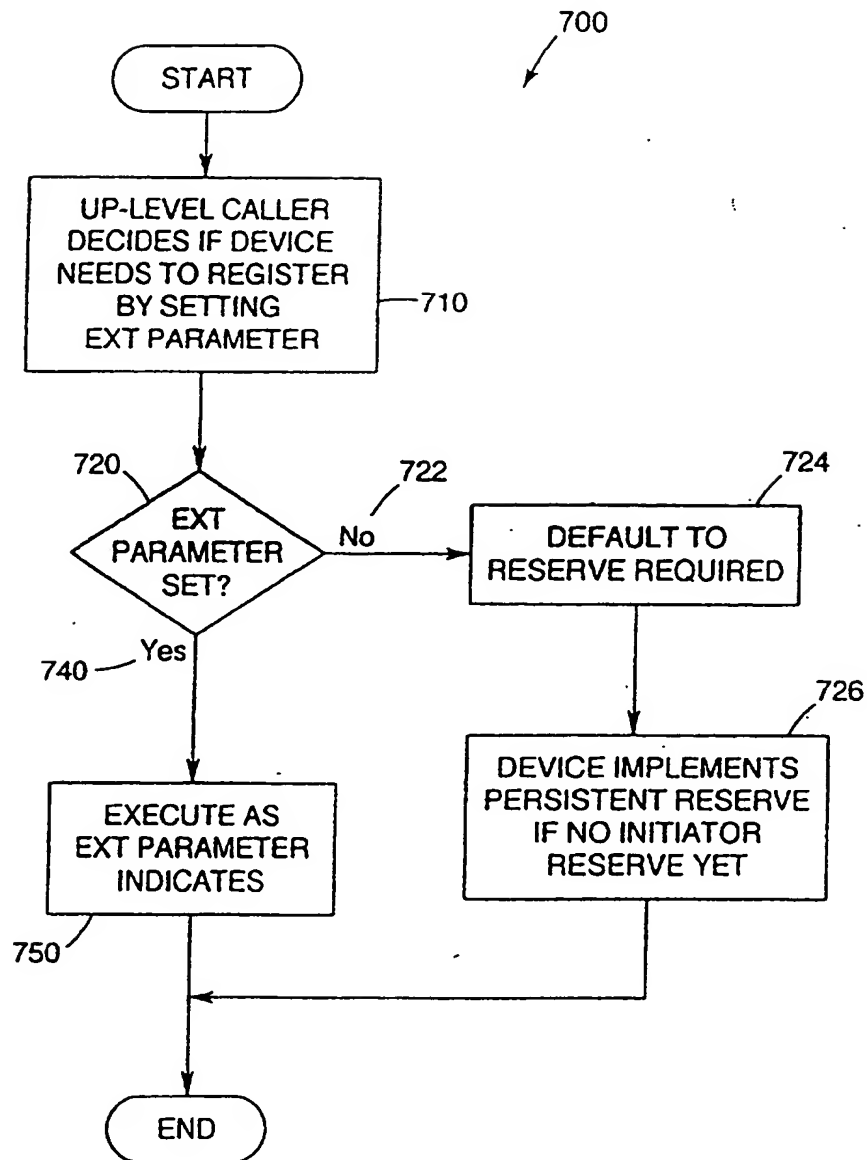 700
START
UP-LEVEL CALLER
DECIDES IF DEVICE
NEEDS TO REGISTER
BY SETTING
EXT PARAMETER
710
720
EXT
PARAMETER
SET?
722
No
724
DEFAULT TO
RESERVE REQUIRED
740
Yes
726
DEVICE IMPLEMENTS
PERSISTENT RESERVE
IF NO INITIATOR
RESERVE YET
EXECUTE AS
EXT PARAMETER
INDICATES
750
END